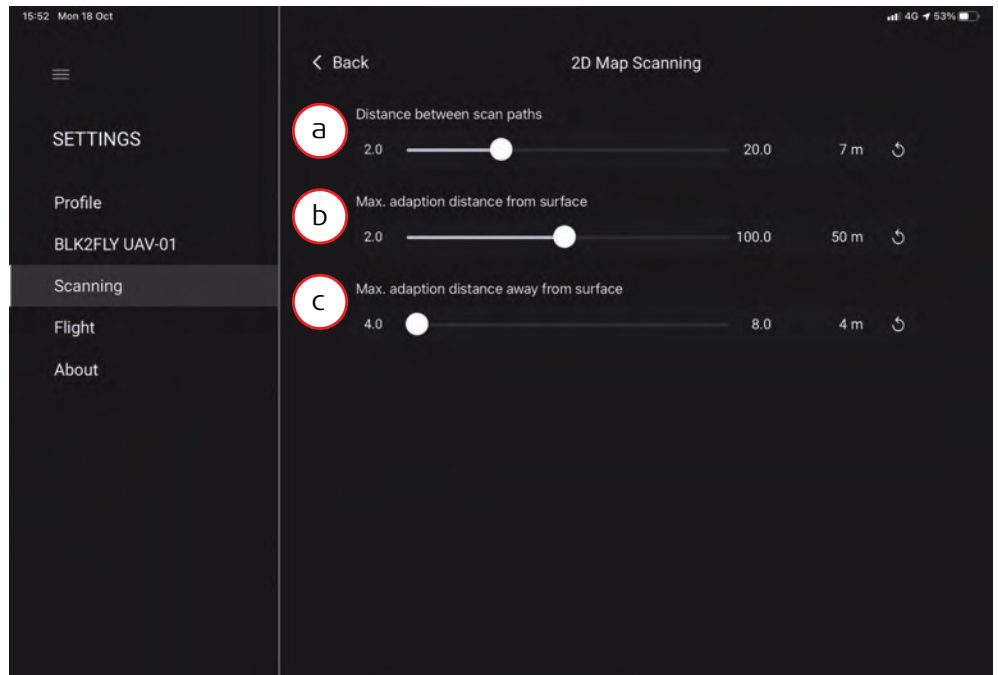 15:52 Mon 18 Oct
4G 53%
SETTINGS
Profile
BLK2FLY UAV-01
Scanning
Flight
About
Back 2D Map Scanning
a
Distance between scan paths
2.0 20.0 7 m
b
Max. adaption distance from surface
2.0 100.0 50 m
c
Max. adaption distance away from surface
4.0 8.0 4 m